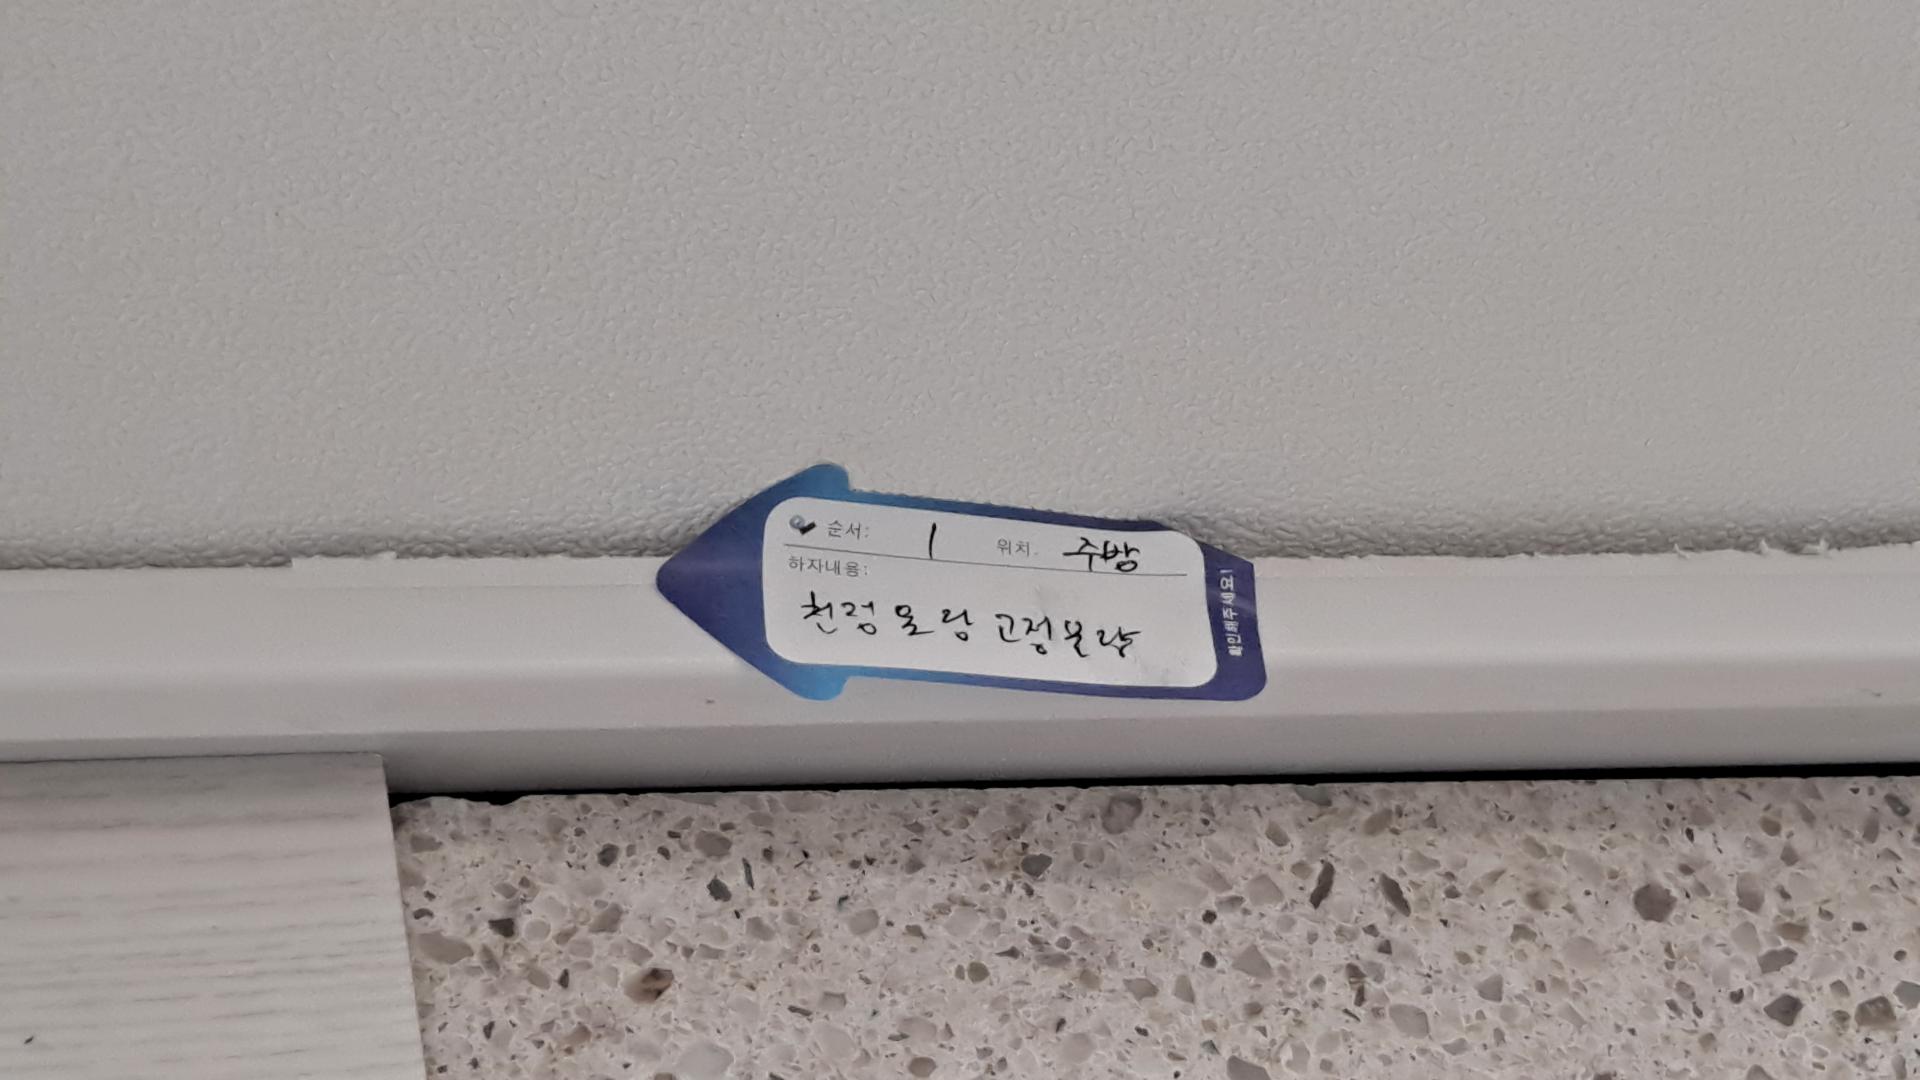 순서: 1 위치. 주방
하자내용:
천정 몰랑 고정불량
확인해주세요!